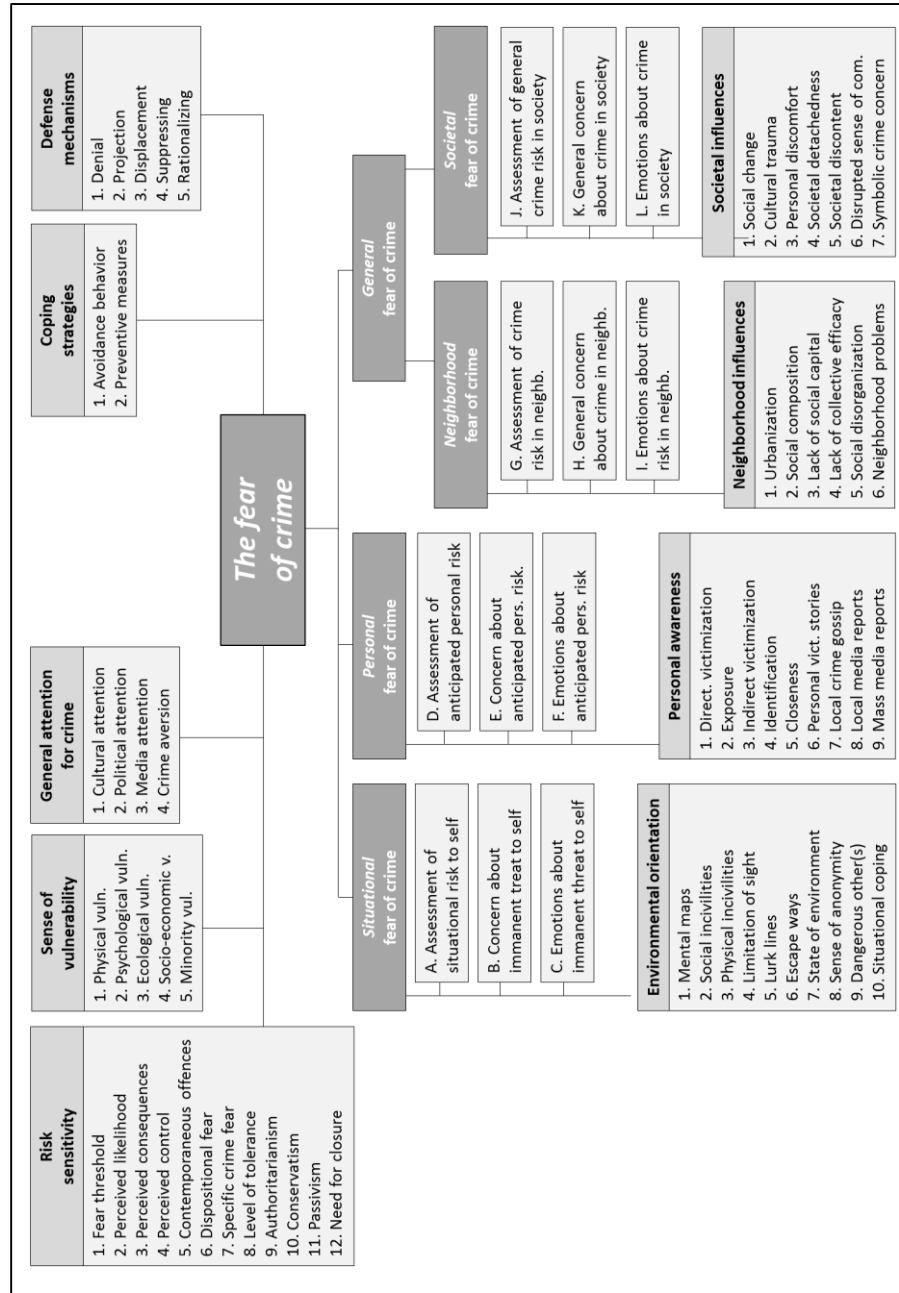 Risk
sensitivity
1. Fear threshold
2. Perceived likelihood
3. Perceived consequences
4. Perceived control
5. Contemporaneous offences
6. Dispositional fear
7. Specific crime fear
8. Level of tolerance
9. Authoritarianism
10. Conservatism
11. Passivism
12. Need for closure
Sense of
vulnerability
1. Physical vuln.
2. Psychological vuln.
3. Ecological vuln.
4. Socio-economic v.
5. Minority vul.
General attention
for crime
1. Cultural attention
2. Political attention
3. Media attention
4. Crime aversion
The fear
of crime
Coping
strategies
1. Avoidance behavior
2. Preventive measures
Defense
mechanisms
1. Denial
2. Projection
3. Displacement
4. Suppressing
5. Rationalizing
Situational
fear of crime
A. Assessment of
situational risk to self
B. Concern about
immanent treat to self
C. Emotions about
immanent threat to self
Environmental orientation
1. Mental maps
2. Social incivilities
3. Physical incivilities
4. Limitation of sight
5. Lurk lines
6. Escape ways
7. State of environment
8. Sense of anonymity
9. Dangerous other(s)
10. Situational coping
Personal
fear of crime
D. Assessment of
anticipated personal risk
E. Concern about
anticipated pers. risk.
F. Emotions about
anticipated pers. risk
Personal awareness
1. Direct. victimization
2. Exposure
3. Indirect victimization
4. Identification
5. Closeness
6. Personal vict. stories
7. Local crime gossip
8. Local media reports
9. Mass media reports
General
fear of crime
Neighborhood
fear of crime
G. Assessment of crime
risk in neighb.
H. General concern
about crime in neighb.
I. Emotions about crime
risk in neighb.
Neighborhood influences
1. Urbanization
2. Social composition
3. Lack of social capital
4. Lack of collective efficacy
5. Social disorganization
6. Neighborhood problems
Societal
fear of crime
J. Assessment of general
crime risk in society
K. General concern
about crime in society
L. Emotions about crime
in society
Societal influences
1. Social change
2. Cultural trauma
3. Personal discomfort
4. Societal detachedness
5. Societal discontent
6. Disrupted sense of com.
7. Symbolic crime concern